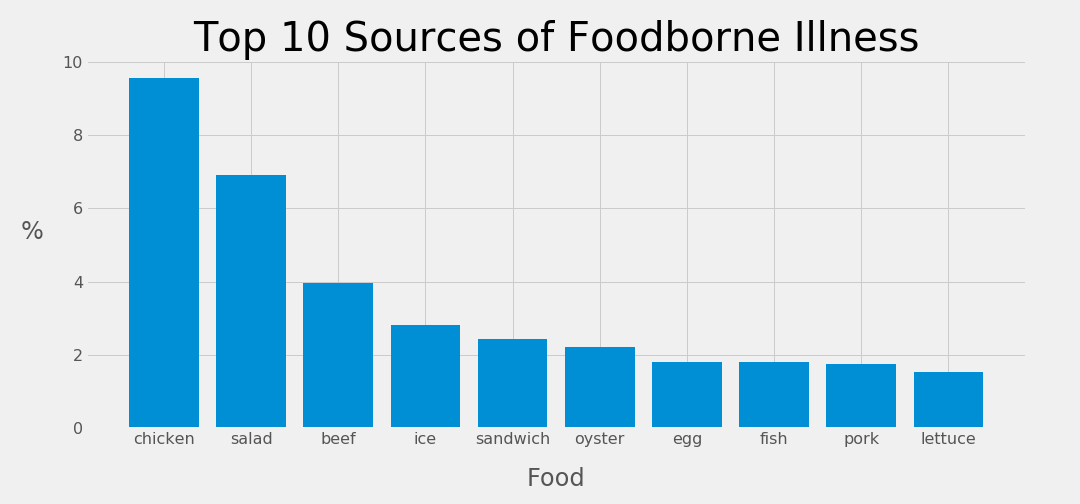 Top 10 Sources of Foodborne Illness
10
8
6
4
2
0
%
chicken salad beef ice sandwich oyster egg fish pork lettuce
Food